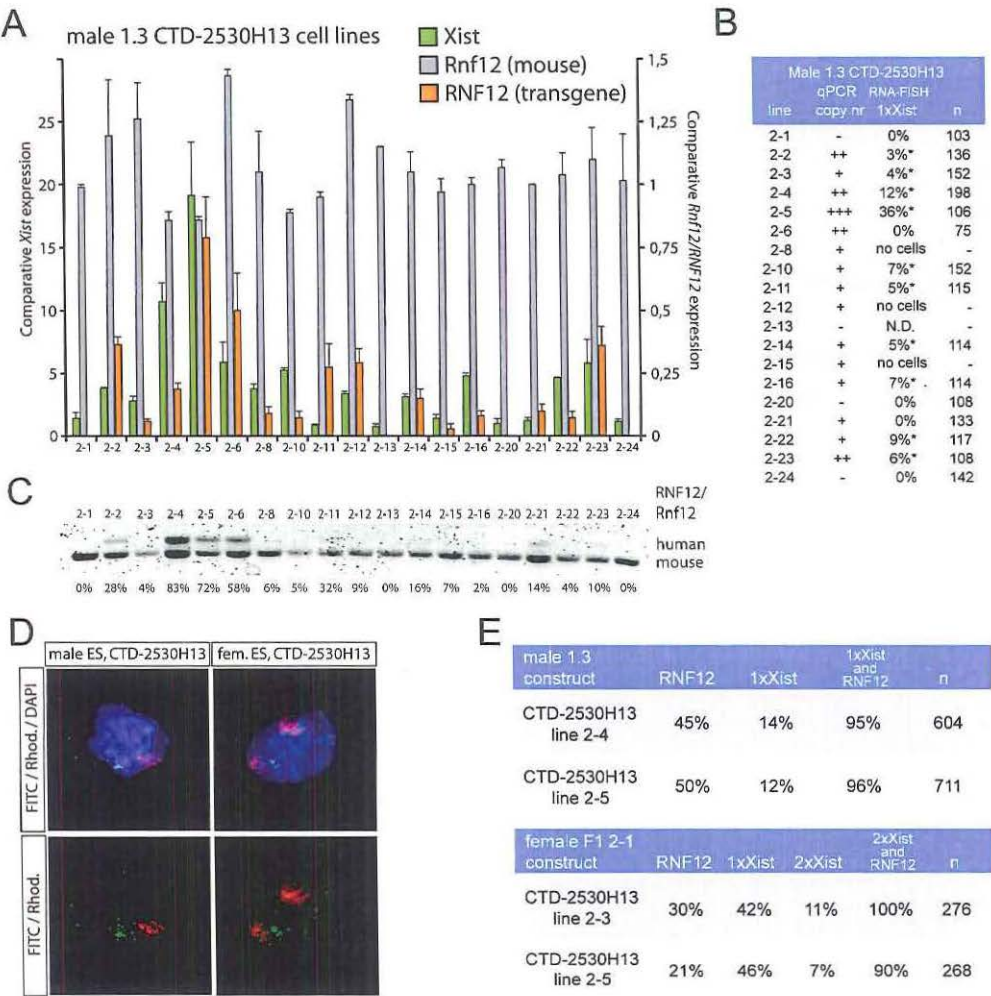 A
male 1.3 CTD-2530H13 cell lines
Xist
Rnf12 (mouse)
RNF12 (transgene)
Comparative Xist expression
25
20
15
10
5
0
1,5
1,25
1
0,75
0,5
0,25
0
Comparative Rnf12/RNF12 expression
2-1 2-2 2-3 2-4 2-5 2-6 2-8 2-10 2-11 2-12 2-13 2-14 2-15 2-16 2-20 2-21 2-22 2-23 2-24
B
Male 1.3 CTD-2530H13
qPCR RNA-FISH
line copy nr 1xXist n
2-1 - 0% 103
2-2 ++ 3%* 136
2-3 + 4%* 152
2-4 ++ 12%* 198
2-5 +++ 36%* 106
2-6 ++ 0% 75
2-8 + no cells -
2-10 + 7%* 152
2-11 + 5%* 115
2-12 + no cells -
2-13 - N.D. -
2-14 + 5%* 114
2-15 + no cells -
2-16 + 7%* 114
2-20 - 0% 108
2-21 + 0% 133
2-22 + 9%* 117
2-23 ++ 6%* 108
2-24 - 0% 142
C
RNF12/
2-1 2-2 2-3 2-4 2-5 2-6 2-8 2-10 2-11 2-12 2-13 2-14 2-15 2-16 2-20 2-21 2-22 2-23 2-24 Rnf12
human
mouse
0% 28% 4% 83% 72% 58% 6% 5% 32% 9% 0% 16% 7% 2% 0% 14% 4% 10% 0%
D
male ES, CTD-2530H13 fem. ES, CTD-2530H13
FITC / Rhod. / DAPI
FITC / Rhod.
E
male 1.3
construct RNF12 1xXist 1xXist and RNF12 n
CTD-2530H13
line 2-4 45% 14% 95% 604
CTD-2530H13
line 2-5 50% 12% 96% 711
female F1 2-1
construct RNF12 1xXist 2xXist 2xXist and RNF12 n
CTD-2530H13
line 2-3 30% 42% 11% 100% 276
CTD-2530H13
line 2-5 21% 46% 7% 90% 268